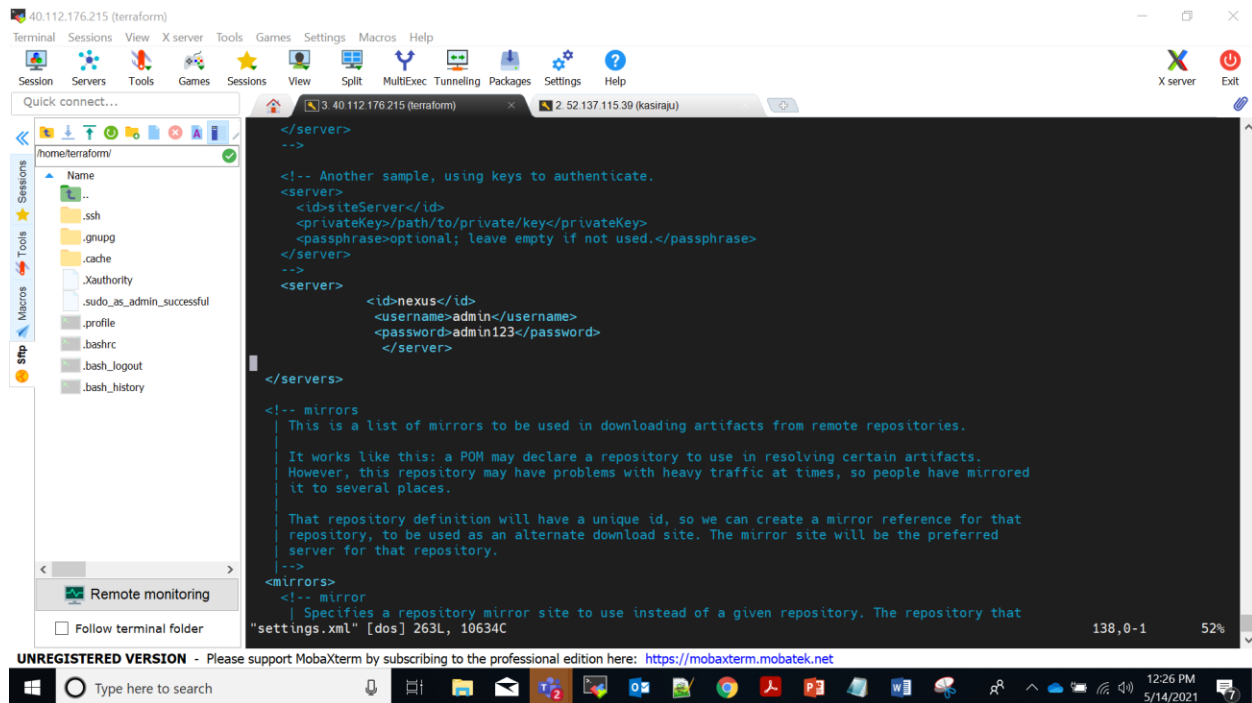 40.112.176.215 (terraform)
Terminal Sessions View X server Tools Games Settings Macros Help
Session Servers Tools Games Sessions View Split MultiExec Tunneling Packages Settings Help X server Exit
Quick connect...
3. 40.112.176.215 (terraform)
2. 52.137.115.39 (kasiraju)
/home/terraform/
Name
..
.ssh
.gnupg
.cache
.Xauthority
.sudo_as_admin_successful
.profile
.bashrc
.bash_logout
.bash_history
Sessions
Tools
Macros
Sftp
Remote monitoring
Follow terminal folder
</server>
-->
<!-- Another sample, using keys to authenticate.
<server>
<id>siteServer</id>
<privateKey>/path/to/private/key</privateKey>
<passphrase>optional; leave empty if not used.</passphrase>
</server>
-->
<server>
<id>nexus</id>
<username>admin</username>
<password>admin123</password>
</server>
</servers>
<!-- mirrors
| This is a list of mirrors to be used in downloading artifacts from remote repositories.
|
| It works like this: a POM may declare a repository to use in resolving certain artifacts.
| However, this repository may have problems with heavy traffic at times, so people have mirrored
| it to several places.
|
| That repository definition will have a unique id, so we can create a mirror reference for that
| repository, to be used as an alternate download site. The mirror site will be the preferred
| server for that repository.
|-->
<mirrors>
<!-- mirror
| Specifies a repository mirror site to use instead of a given repository. The repository that
"settings.xml" [dos] 263L, 10634C 138,0-1 52%
UNREGISTERED VERSION - Please support MobaXterm by subscribing to the professional edition here: https://mobaxterm.mobatek.net
Type here to search
12:26 PM
5/14/2021